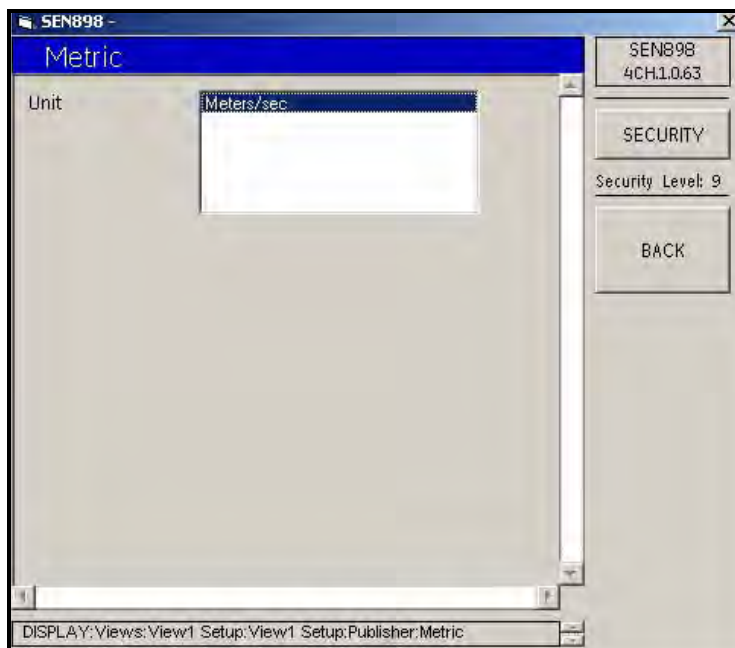 SEN898 -
Metric
Unit
Meters/sec
SEN898
4CH.1.0.63
SECURITY
Security Level: 9
BACK
DISPLAY:Views:View1 Setup:View1 Setup:Publisher:Metric